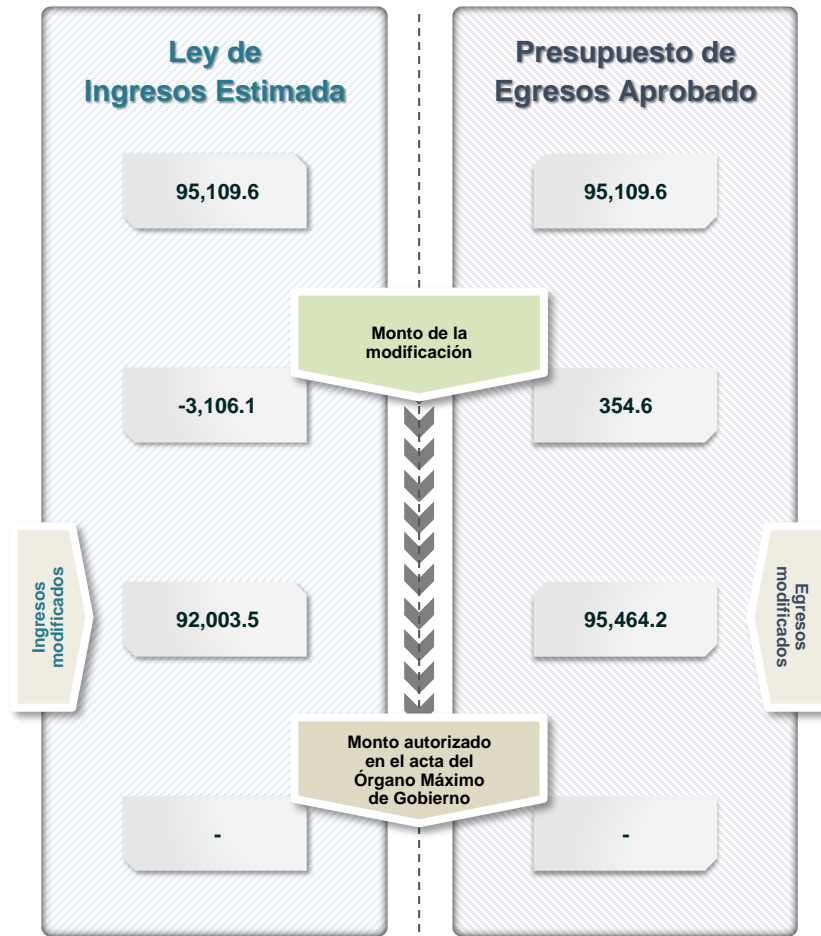 Ley de
Ingresos Estimada
Presupuesto de
Egresos Aprobado
95,109.6
95,109.6
Monto de la
modificación
-3,106.1
354.6
Ingresos
modificados
92,003.5
95,464.2
Egresos
modificados
Monto autorizado
en el acta del
Órgano Máximo
de Gobierno
-
-